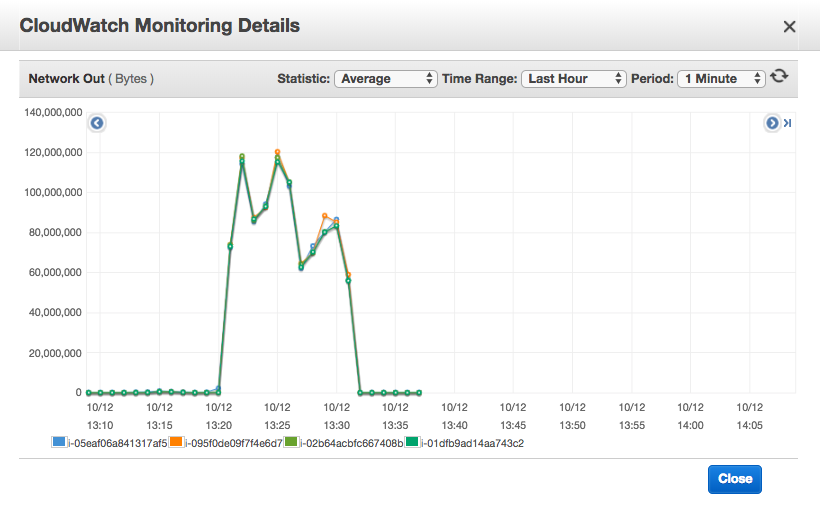 CloudWatch Monitoring Details
Network Out ( Bytes ) Statistic: Average Time Range: Last Hour Period: 1 Minute
140,000,000
120,000,000
100,000,000
80,000,000
60,000,000
40,000,000
20,000,000
0
10/12 10/12 10/12 10/12 10/12 10/12 10/12 10/12 10/12 10/12 10/12 10/12
13:10 13:15 13:20 13:25 13:30 13:35 13:40 13:45 13:50 13:55 14:00 14:05
i-05eaf06a841317af5 i-095f0de09f7f4e6d7 i-02b64acbfc667408b i-01dfb9ad14aa743c2
Close